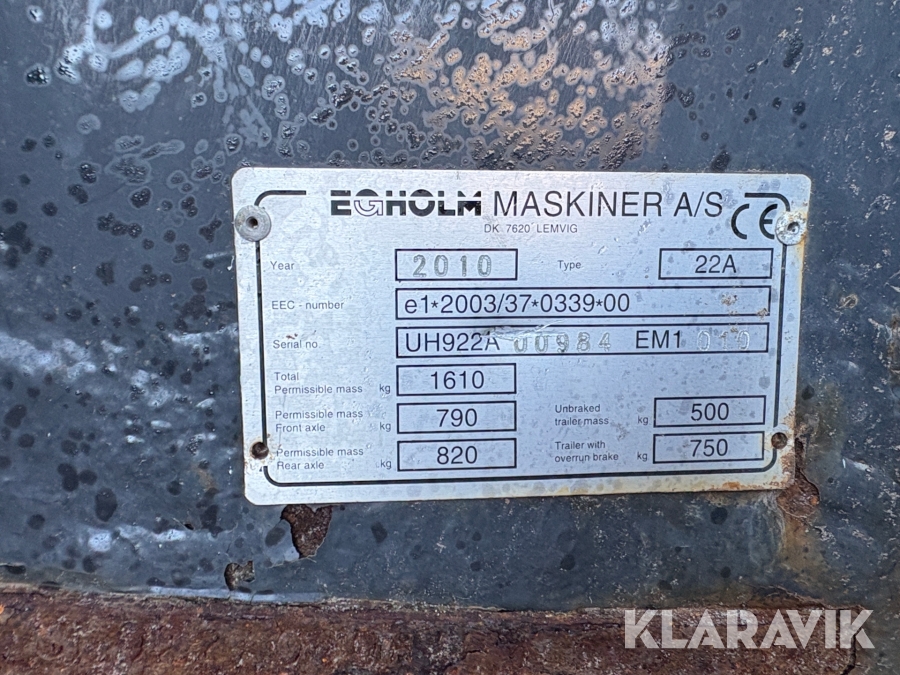 EGHOLM MASKINER A/S CE
DK 7620 LEMVIG
Year 2010 Type 22A
EEC - number e1*2003/37*0339*00
Serial no. UH922A 00984 EM1 010
Total
Permissible mass kg 1610
Permissible mass
Front axle kg 790
Unbraked
trailer mass kg 500
Permissible mass
Rear axle kg 820
Trailer with
overrun brake kg 750
KLARAVIK